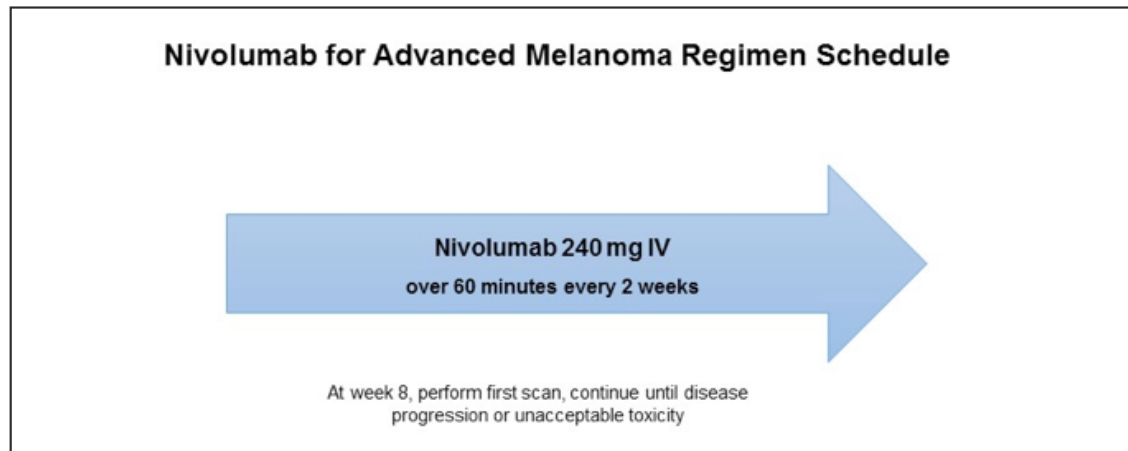 Nivolumab for Advanced Melanoma Regimen Schedule
Nivolumab 240 mg IV
over 60 minutes every 2 weeks
At week 8, perform first scan, continue until disease
progression or unacceptable toxicity